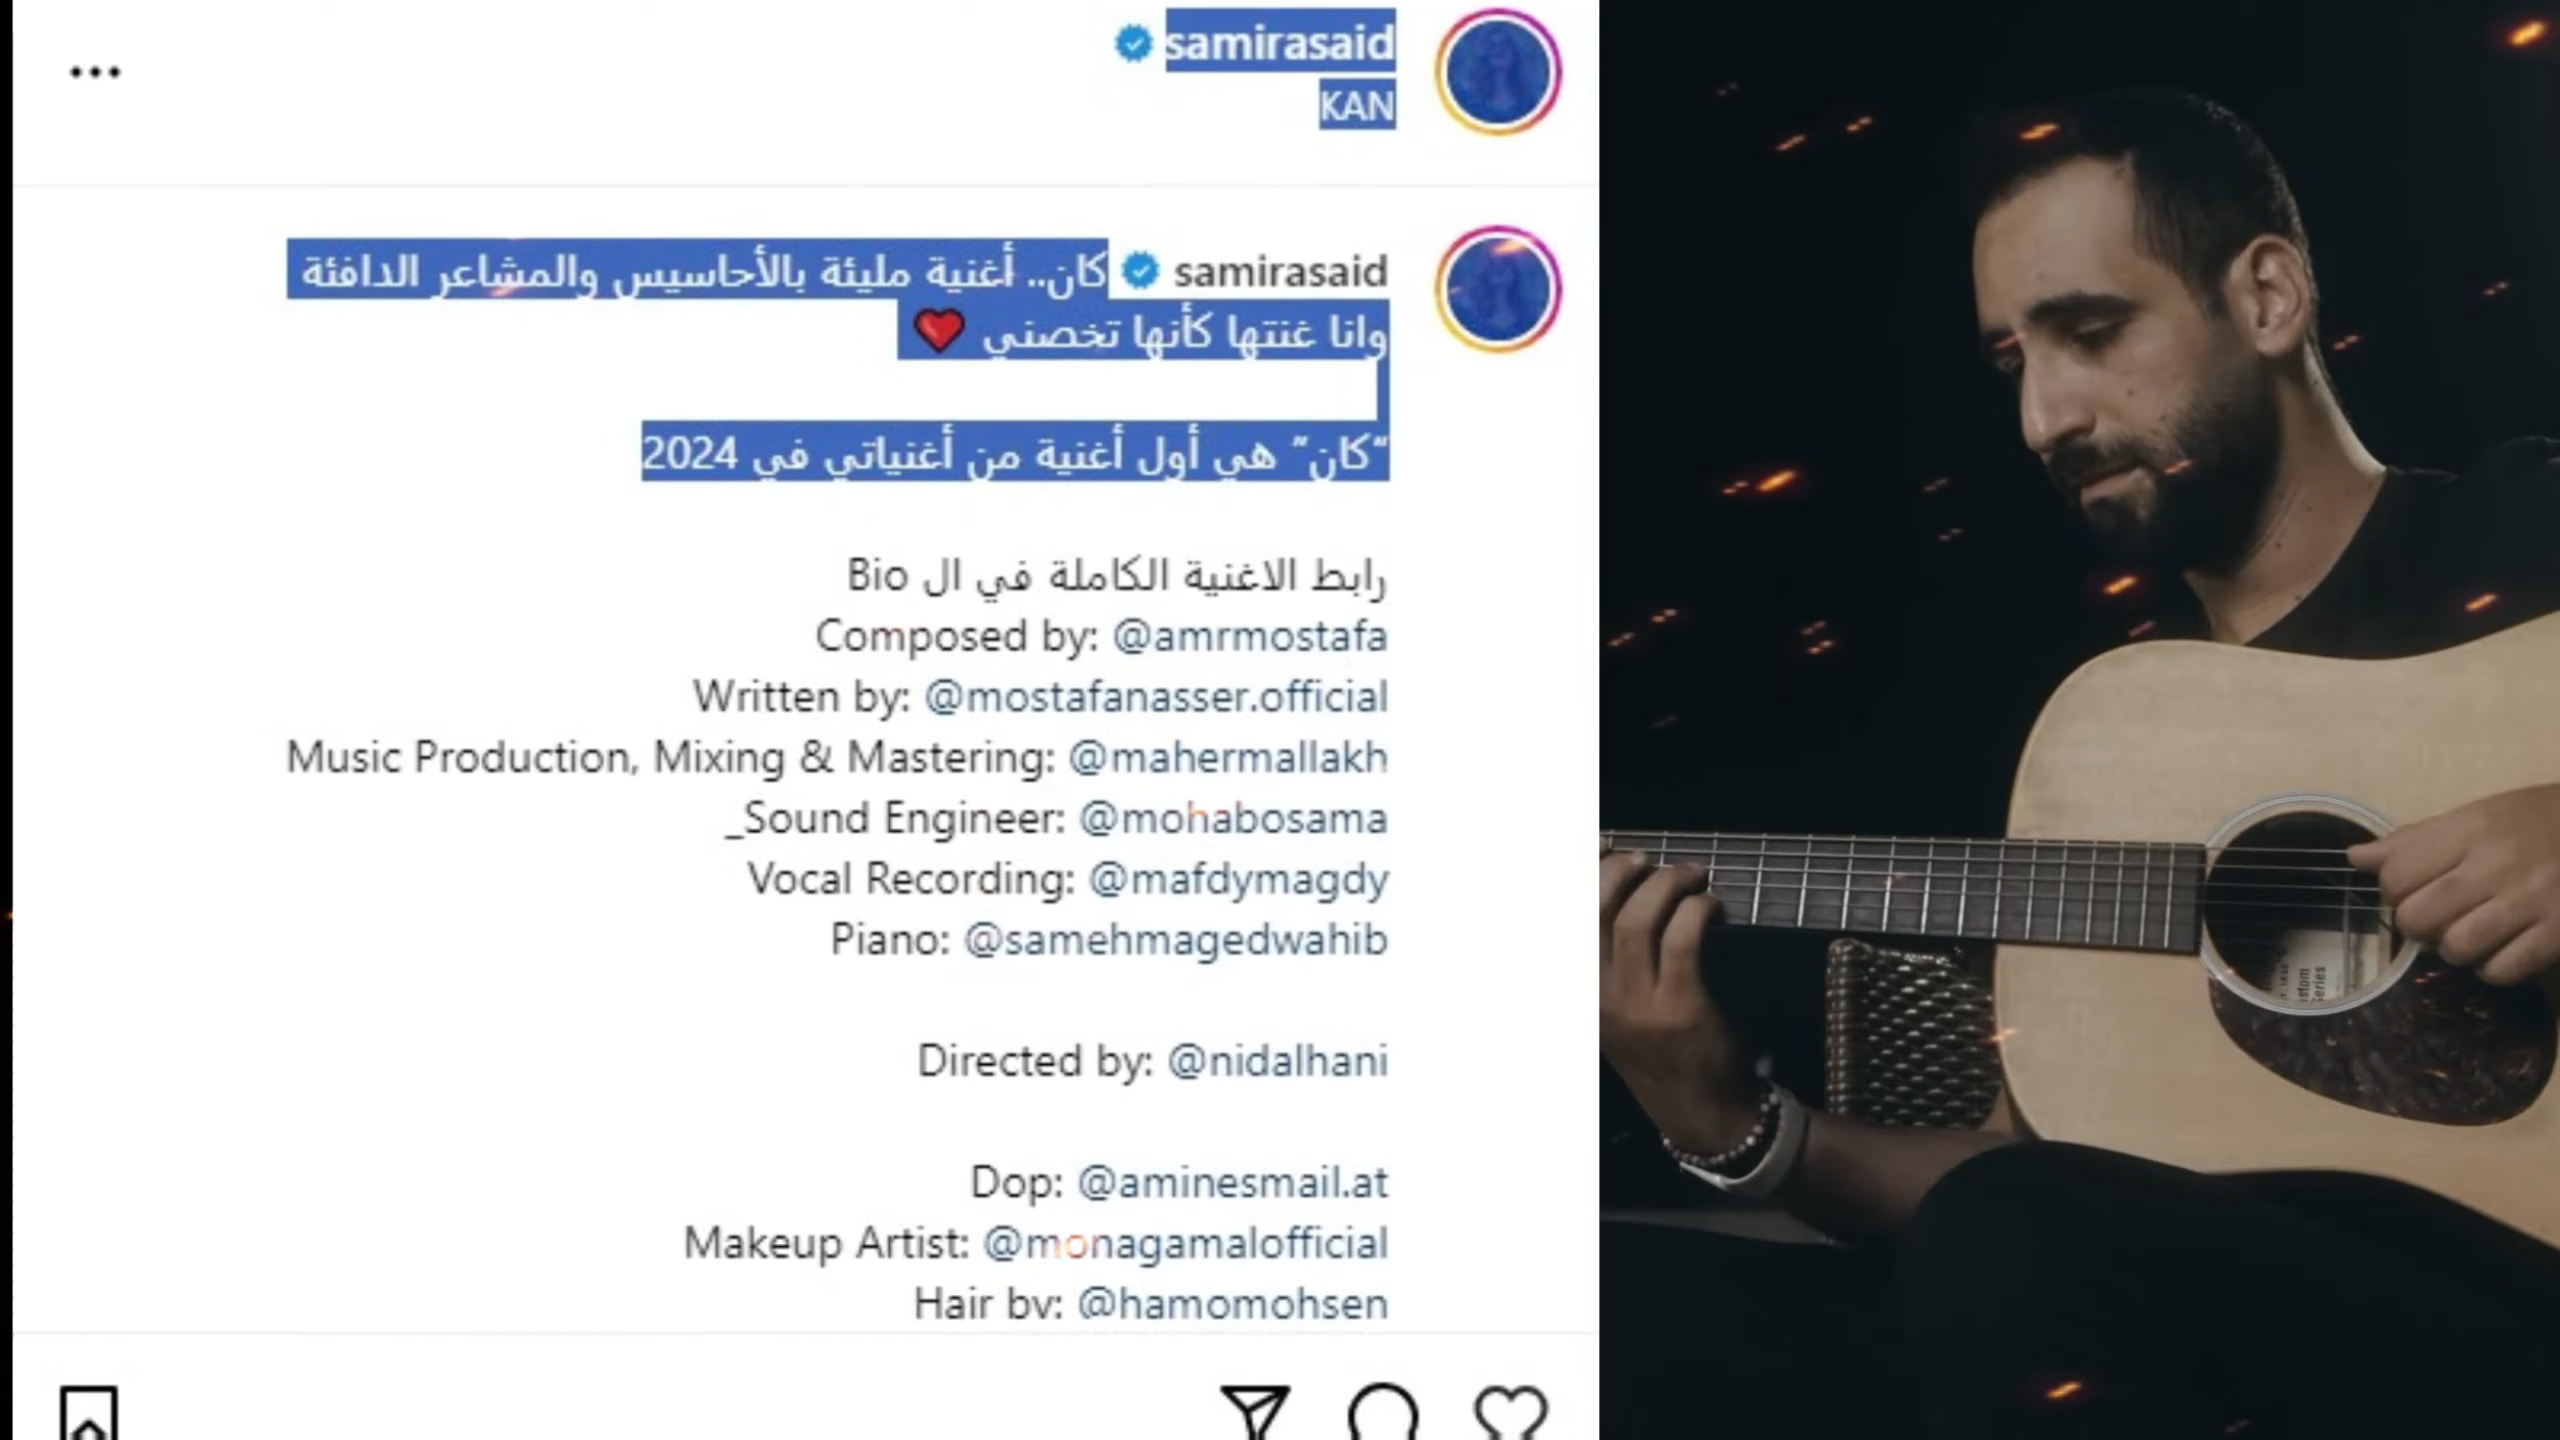 samirasaid
KAN
samirasaid كان.. أغنية مليئة بالأحاسيس والمشاعر الدافئة
وانا غنتها كأنها تخصني ❤️
“كان” هي أول أغنية من أغنياتي في 2024
رابط الاغنية الكاملة في ال Bio
Composed by: @amrmostafa
Written by: @mostafanasser.official
Music Production, Mixing & Mastering: @mahermallakh
_Sound Engineer: @mohabosama
Vocal Recording: @mafdymagdy
Piano: @samehmagedwahib
Directed by: @nidalhani
Dop: @aminesmail.at
Makeup Artist: @monagamalofficial
Hair by: @hamomohsen